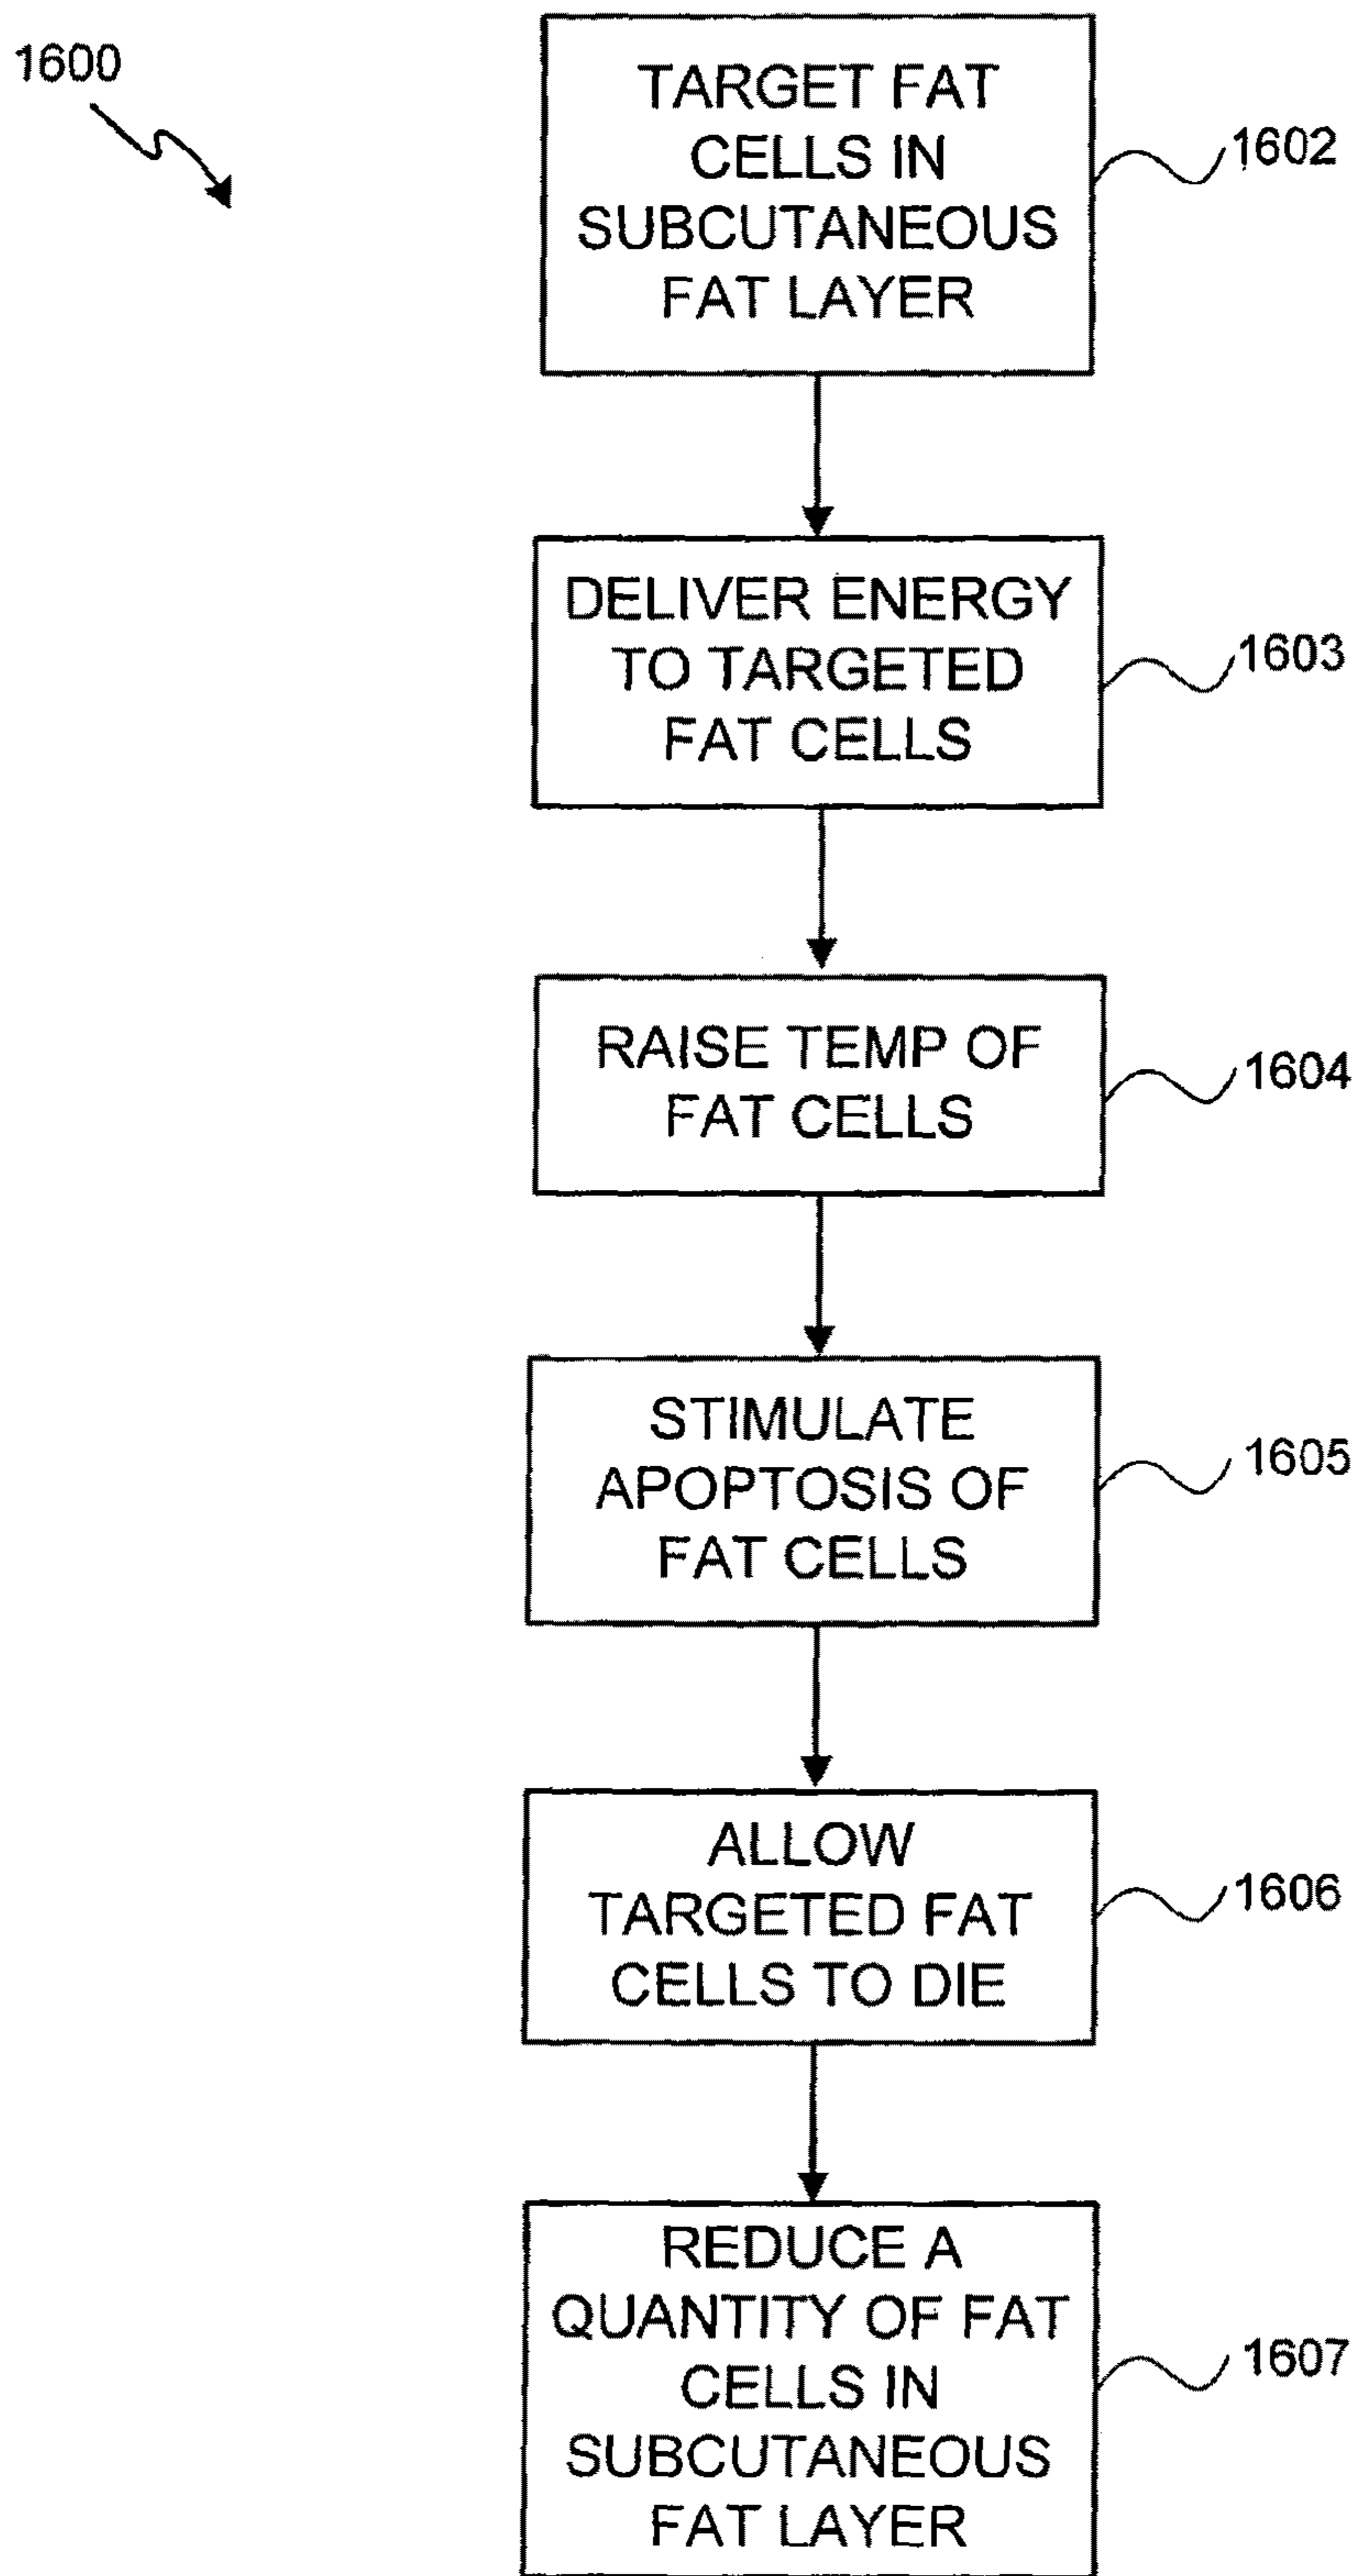 1600
TARGET FAT
CELLS IN
SUBCUTANEOUS
FAT LAYER
1602
DELIVER ENERGY
TO TARGETED
FAT CELLS
1603
RAISE TEMP OF
FAT CELLS
1604
STIMULATE
APOPTOSIS OF
FAT CELLS
1605
ALLOW
TARGETED FAT
CELLS TO DIE
1606
REDUCE A
QUANTITY OF FAT
CELLS IN
SUBCUTANEOUS
FAT LAYER
1607